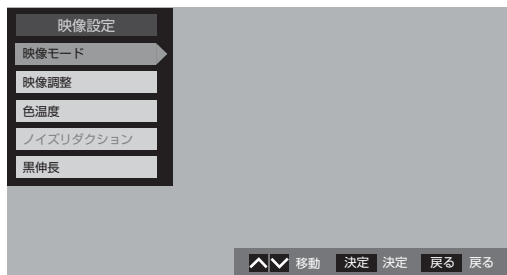 映像設定
映像モード
映像調整
色温度
ノイズリダクション
黒伸長
移動 決定 決定 戻る 戻る